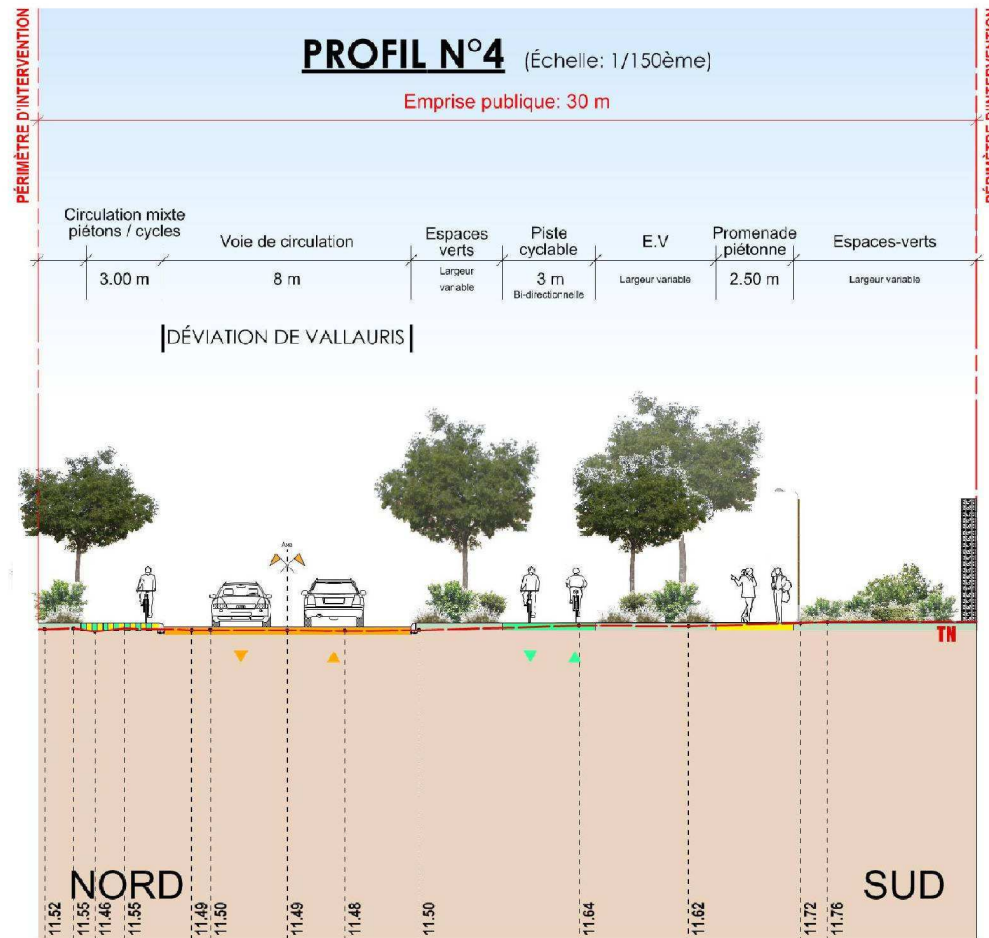 PROFIL N°4 (Échelle: 1/150ème)
Emprise publique: 30 m
PÉRIMÈTRE D'INTERVENTION
PÉRIMÈTRE D'INTERVENTION
Circulation mixte
piétons / cycles
3.00 m
Voie de circulation
8 m
Espaces
verts
Largeur
variable
Piste
cyclable
3 m
Bi-directionnelle
E.V
Largeur variable
Promenade
piétonne
2.50 m
Espaces-verts
Largeur variable
DÉVIATION DE VALLAURIS
Axe
TN
NORD
SUD
11.52
11.55
11.46
11.55
11.49
11.50
11.49
11.48
11.50
11.64
11.62
11.72
11.76